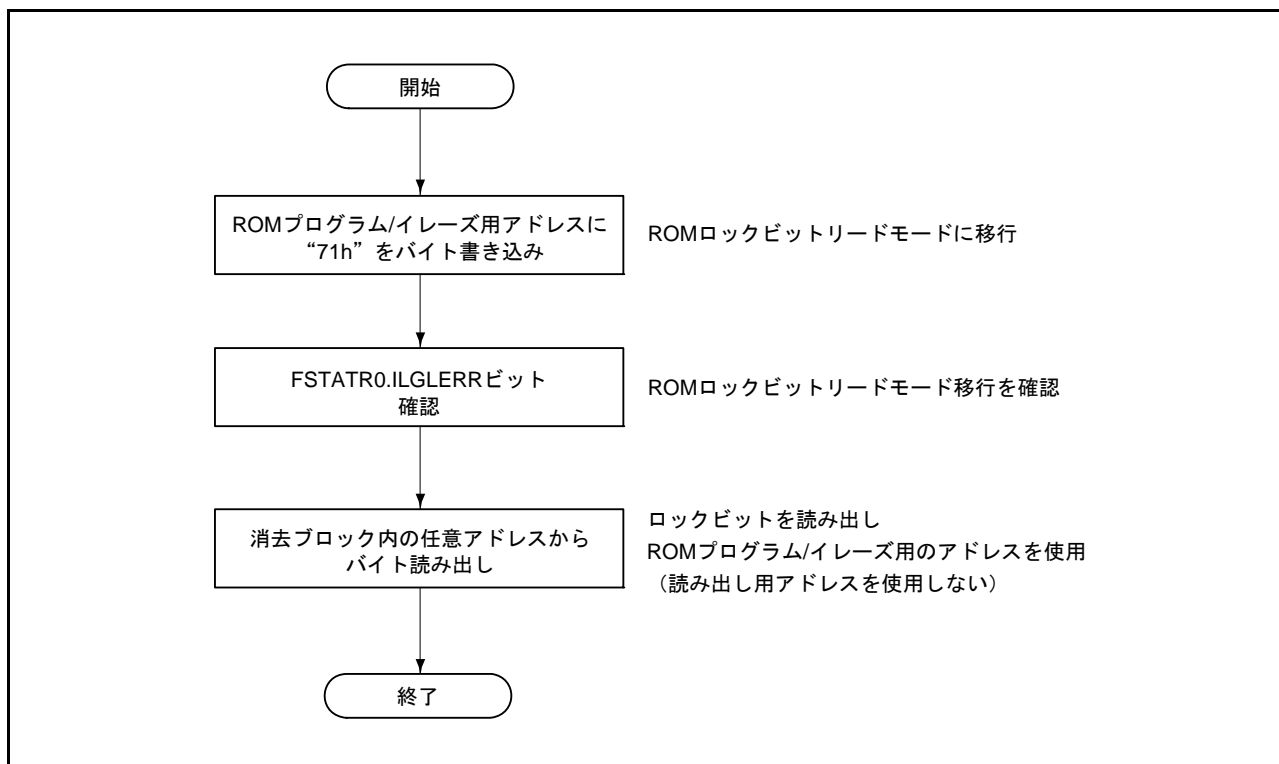 開始
ROMプログラム/イレーズ用アドレスに
“71h”をバイト書き込み
ROMロックビットリードモードに移行
FSTATR0.ILGLERRビット
確認
ROMロックビットリードモード移行を確認
消去ブロック内の任意アドレスから
バイト読み出し
ロックビットを読み出し
ROMプログラム/イレーズ用のアドレスを使用
（読み出し用アドレスを使用しない）
終了